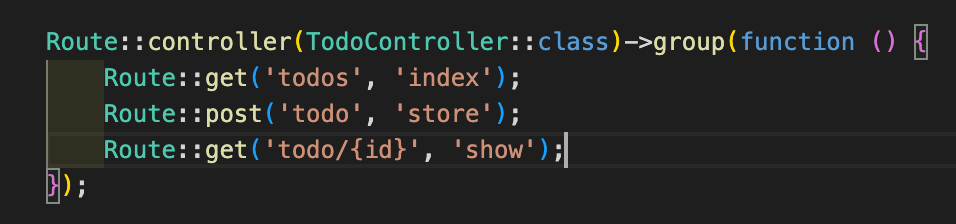 Route::controller(TodoController::class)->group(function () {
    Route::get('todos', 'index');
    Route::post('todo', 'store');
    Route::get('todo/{id}', 'show');
});